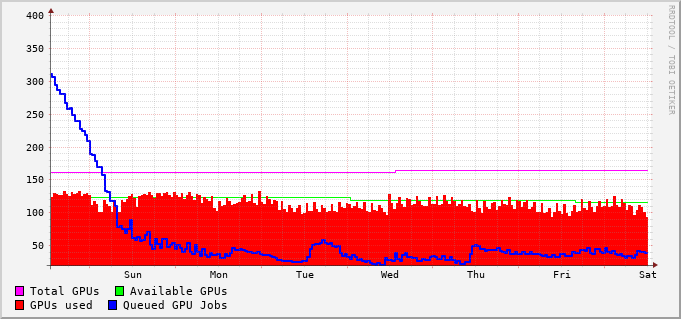 400
350
300
250
200
150
100
50
Sun Mon Tue Wed Thu Fri Sat
RRDTOOL / TOBI OETIKER
Total GPUs Available GPUs
GPUs used Queued GPU Jobs